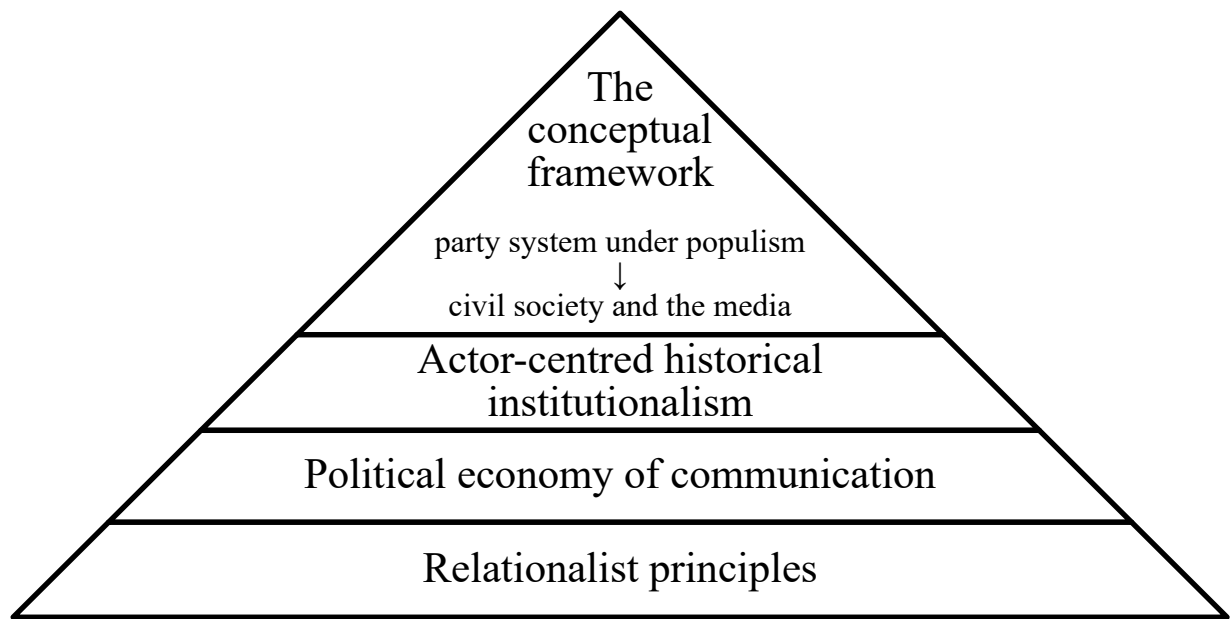 The
conceptual
framework
party system under populism
↓
civil society and the media
Actor-centred historical
institutionalism
Political economy of communication
Relationalist principles